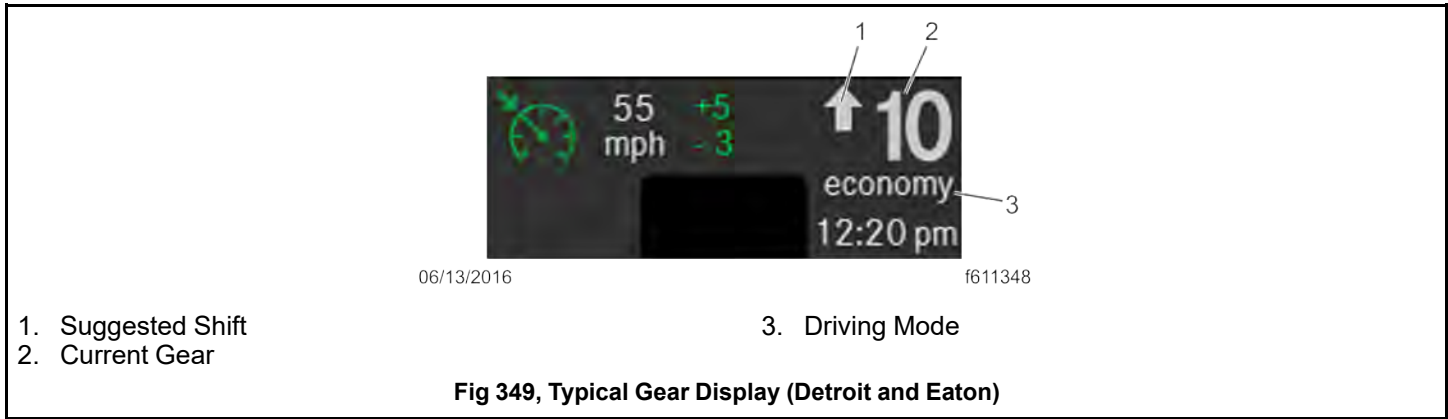 1 2
55 +5 10
mph - 3
economy
3
12:20 pm
06/13/2016 f611348
1. Suggested Shift 3. Driving Mode
2. Current Gear
Fig 349, Typical Gear Display (Detroit and Eaton)